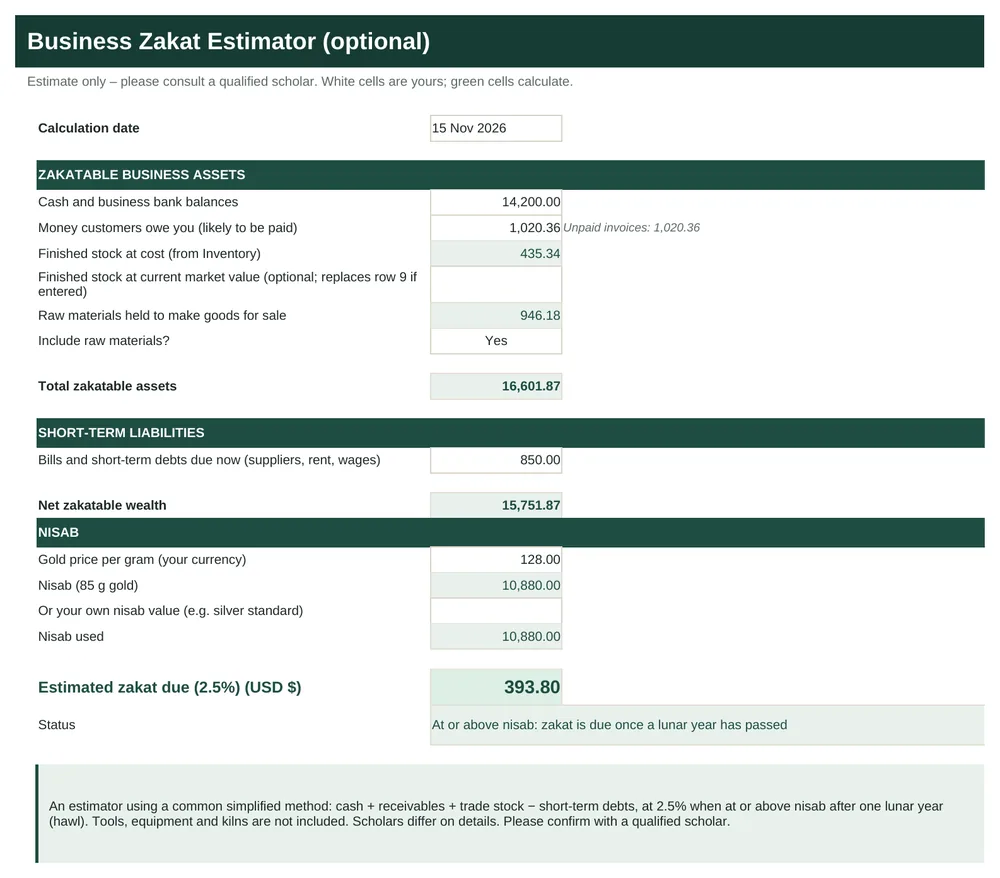 Business Zakat Estimator (optional)
Estimate only – please consult a qualified scholar. White cells are yours; green cells calculate.
Calculation date 15 Nov 2026
ZAKATABLE BUSINESS ASSETS
Cash and business bank balances 14,200.00
Money customers owe you (likely to be paid) 1,020.36 Unpaid invoices: 1,020.36
Finished stock at cost (from Inventory) 435.34
Finished stock at current market value (optional; replaces row 9 if
entered)
Raw materials held to make goods for sale 946.18
Include raw materials? Yes
Total zakatable assets 16,601.87
SHORT-TERM LIABILITIES
Bills and short-term debts due now (suppliers, rent, wages) 850.00
Net zakatable wealth 15,751.87
NISAB
Gold price per gram (your currency) 128.00
Nisab (85 g gold) 10,880.00
Or your own nisab value (e.g. silver standard)
Nisab used 10,880.00
Estimated zakat due (2.5%) (USD $) 393.80
Status At or above nisab: zakat is due once a lunar year has passed
An estimator using a common simplified method: cash + receivables + trade stock − short-term debts, at 2.5% when at or above nisab after one lunar year
(hawl). Tools, equipment and kilns are not included. Scholars differ on details. Please confirm with a qualified scholar.